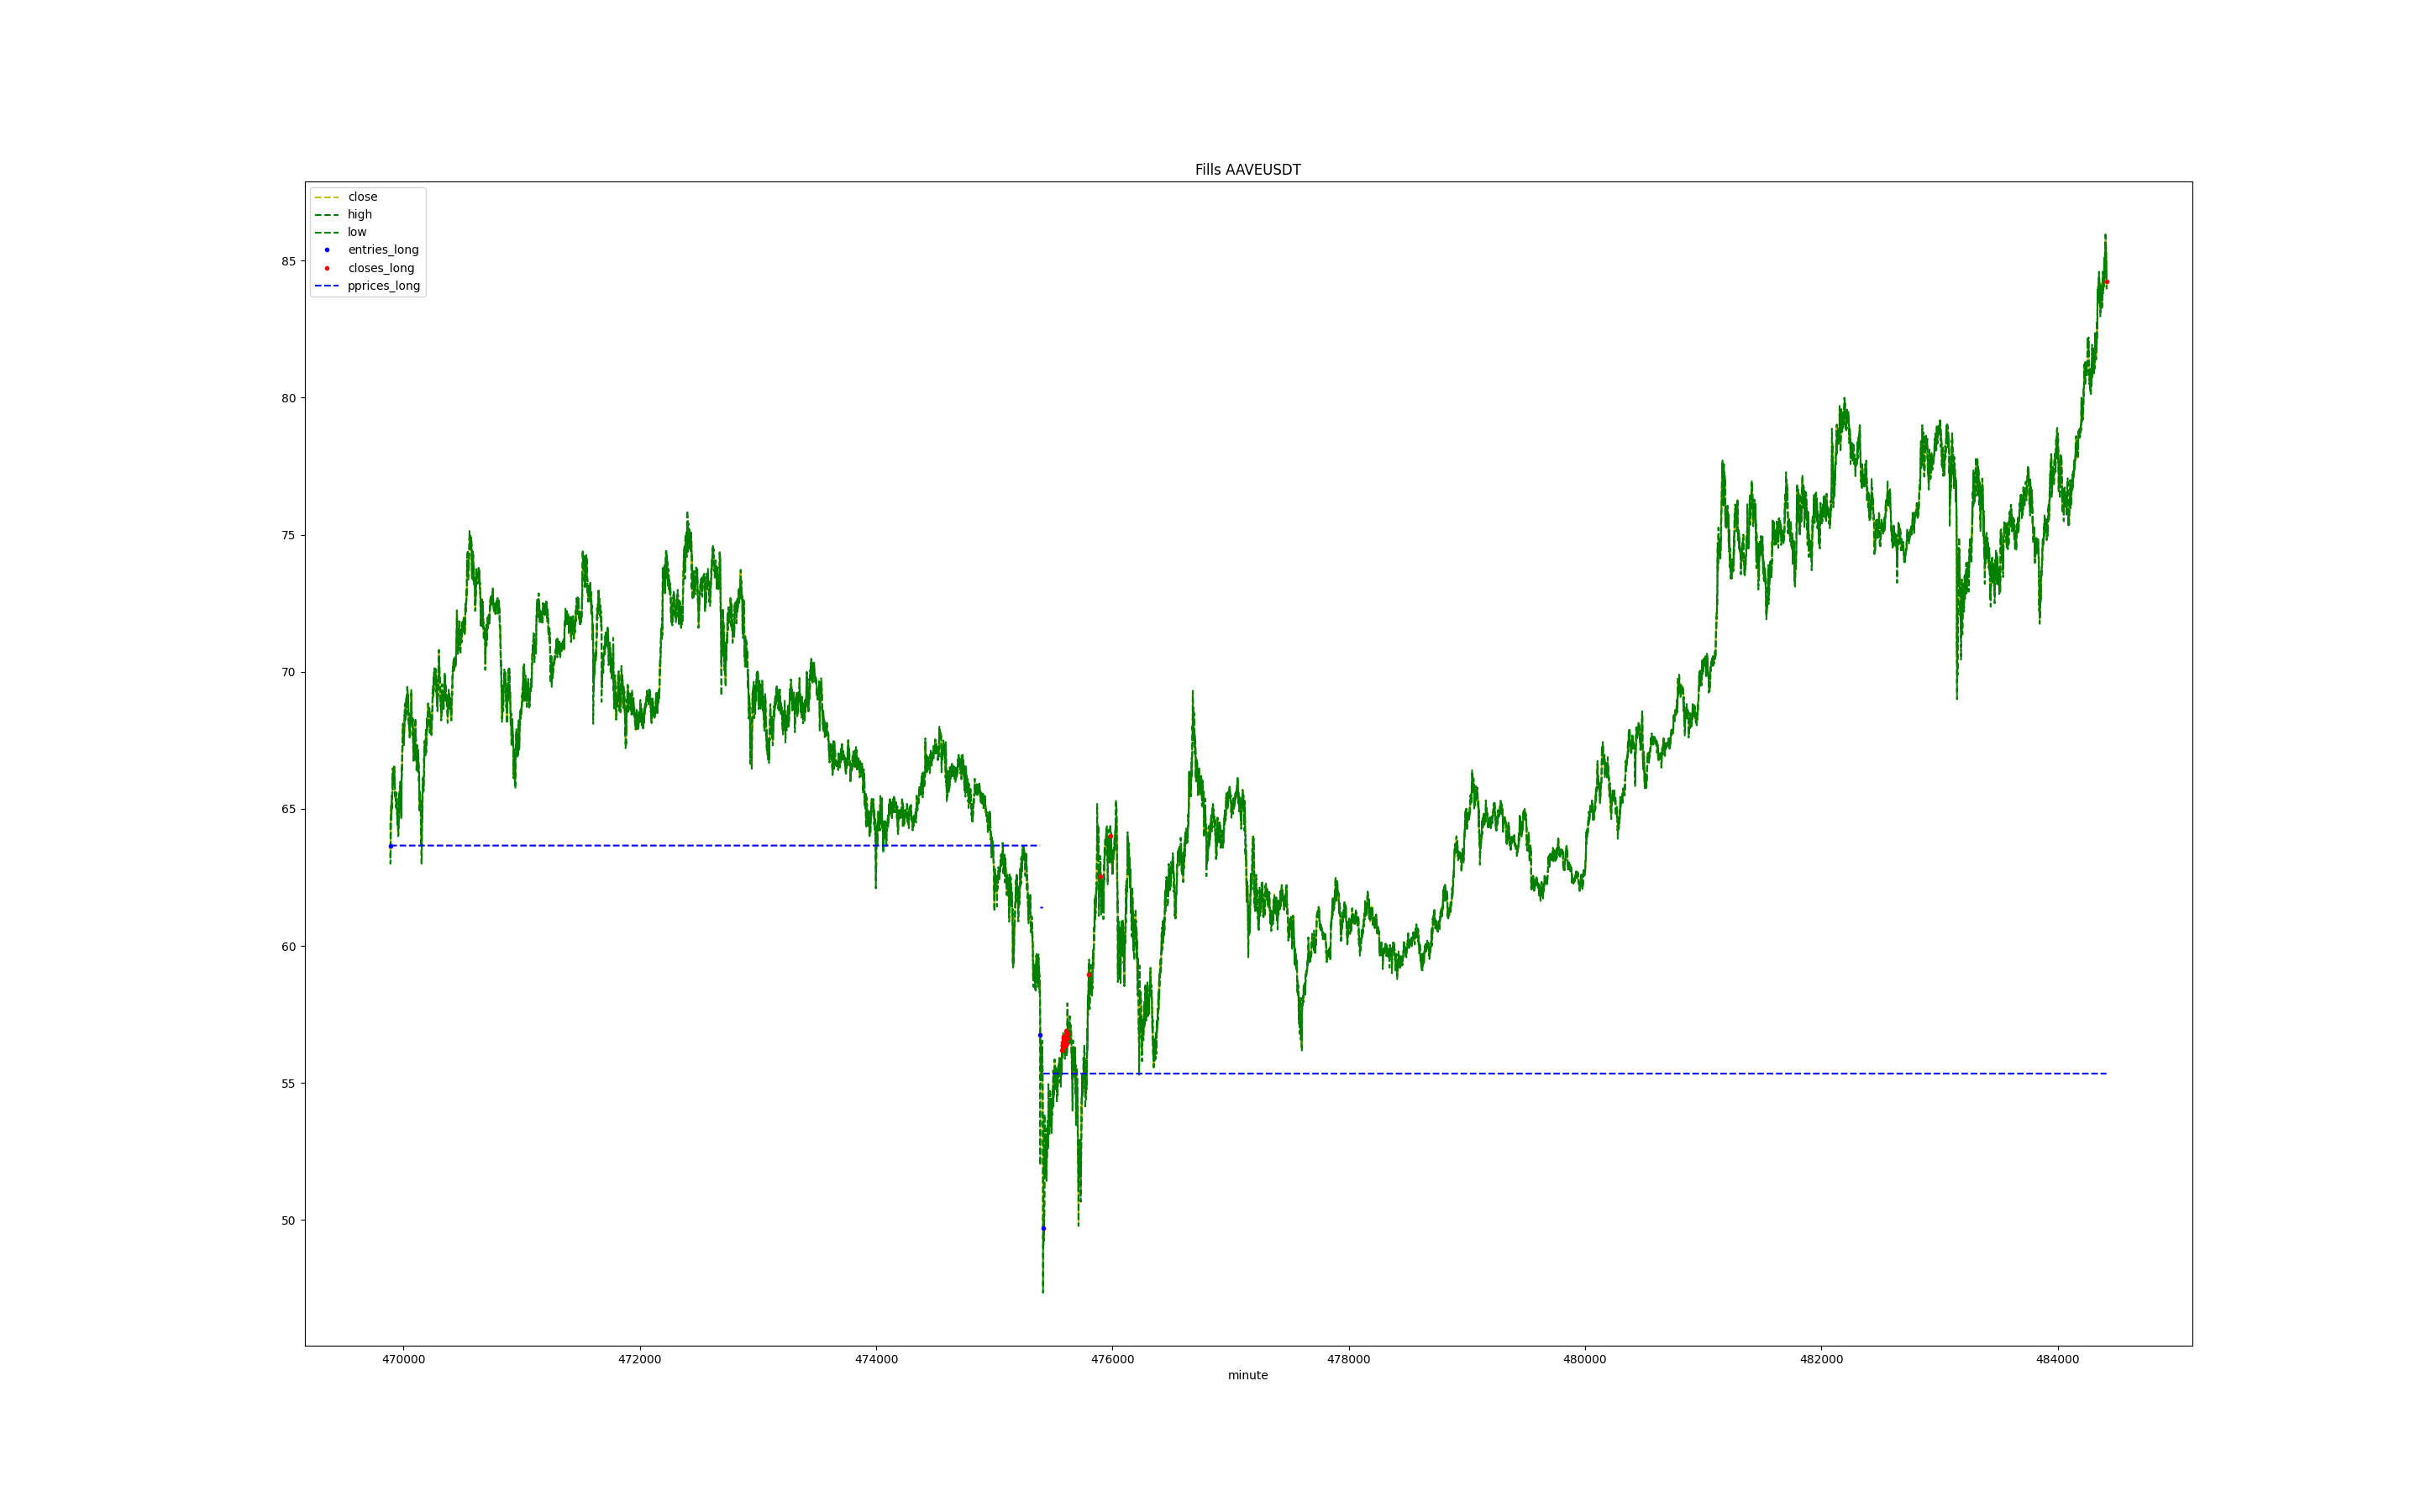 Fills AAVEUSDT
close
high
low
entries_long
closes_long
pprices_long
85
80
75
70
65
60
55
50
470000 472000 474000 476000 478000 480000 482000 484000
minute